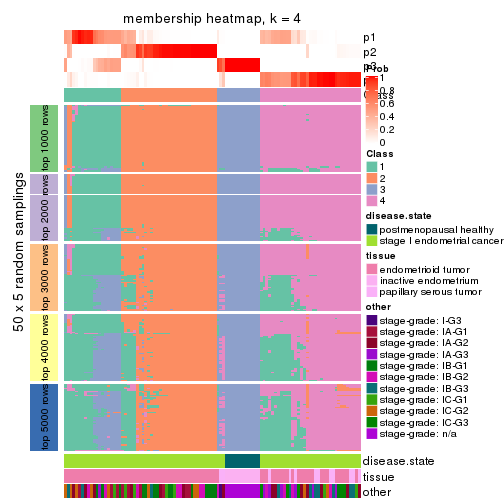 membership heatmap, k = 4
p1
p2
p3
Prob
1
0.8
0.6
0.4
0.2
0
Class
1
2
3
4
disease.state
postmenopausal healthy
stage I endometrial cancer
tissue
endometrioid tumor
inactive endometrium
papillary serous tumor
other
stage-grade: I-G3
stage-grade: IA-G1
stage-grade: IA-G2
stage-grade: IA-G3
stage-grade: IB-G1
stage-grade: IB-G2
stage-grade: IB-G3
stage-grade: IC-G1
stage-grade: IC-G2
stage-grade: IC-G3
stage-grade: n/a
50 x 5 random samplings
top 1000 rows
top 2000 rows
top 3000 rows
top 4000 rows
top 5000 rows
disease.state
tissue
other